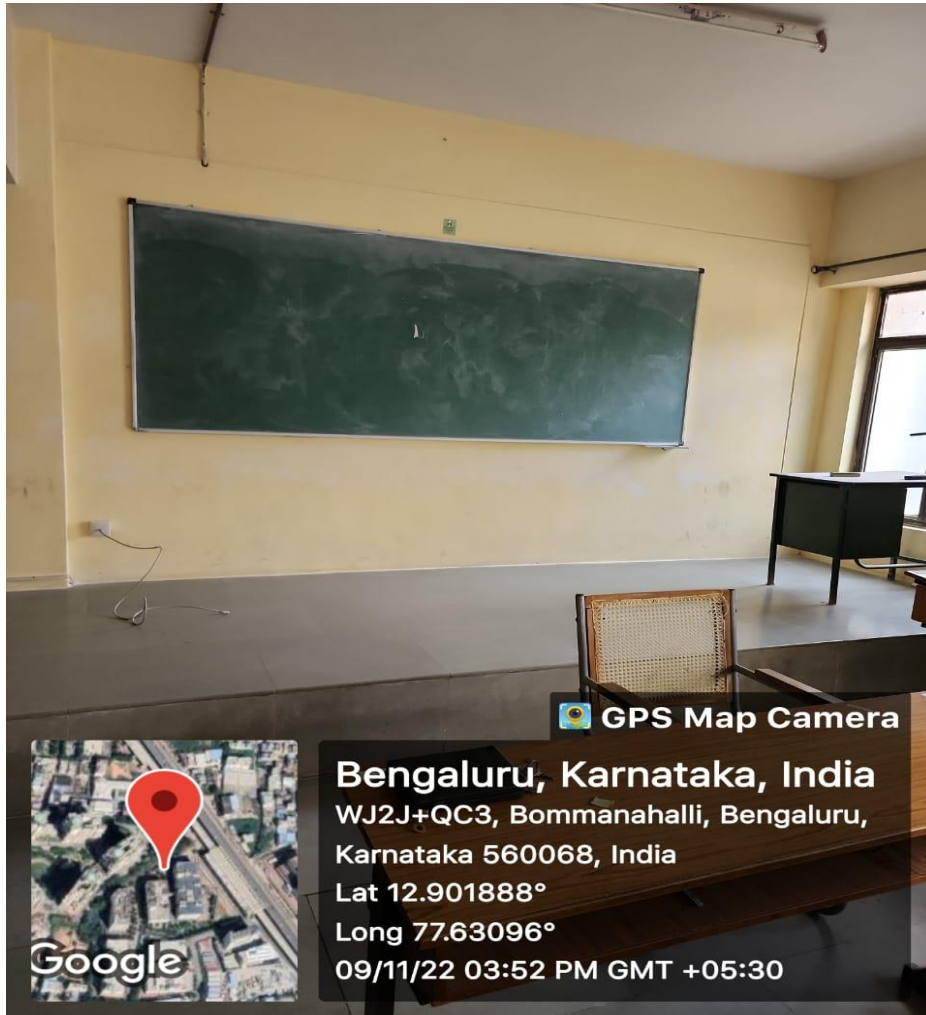 GPS Map Camera
Bengaluru, Karnataka, India
WJ2J+QC3, Bommanahalli, Bengaluru,
Karnataka 560068, India
Lat 12.901888°
Long 77.63096°
09/11/22 03:52 PM GMT +05:30
Google